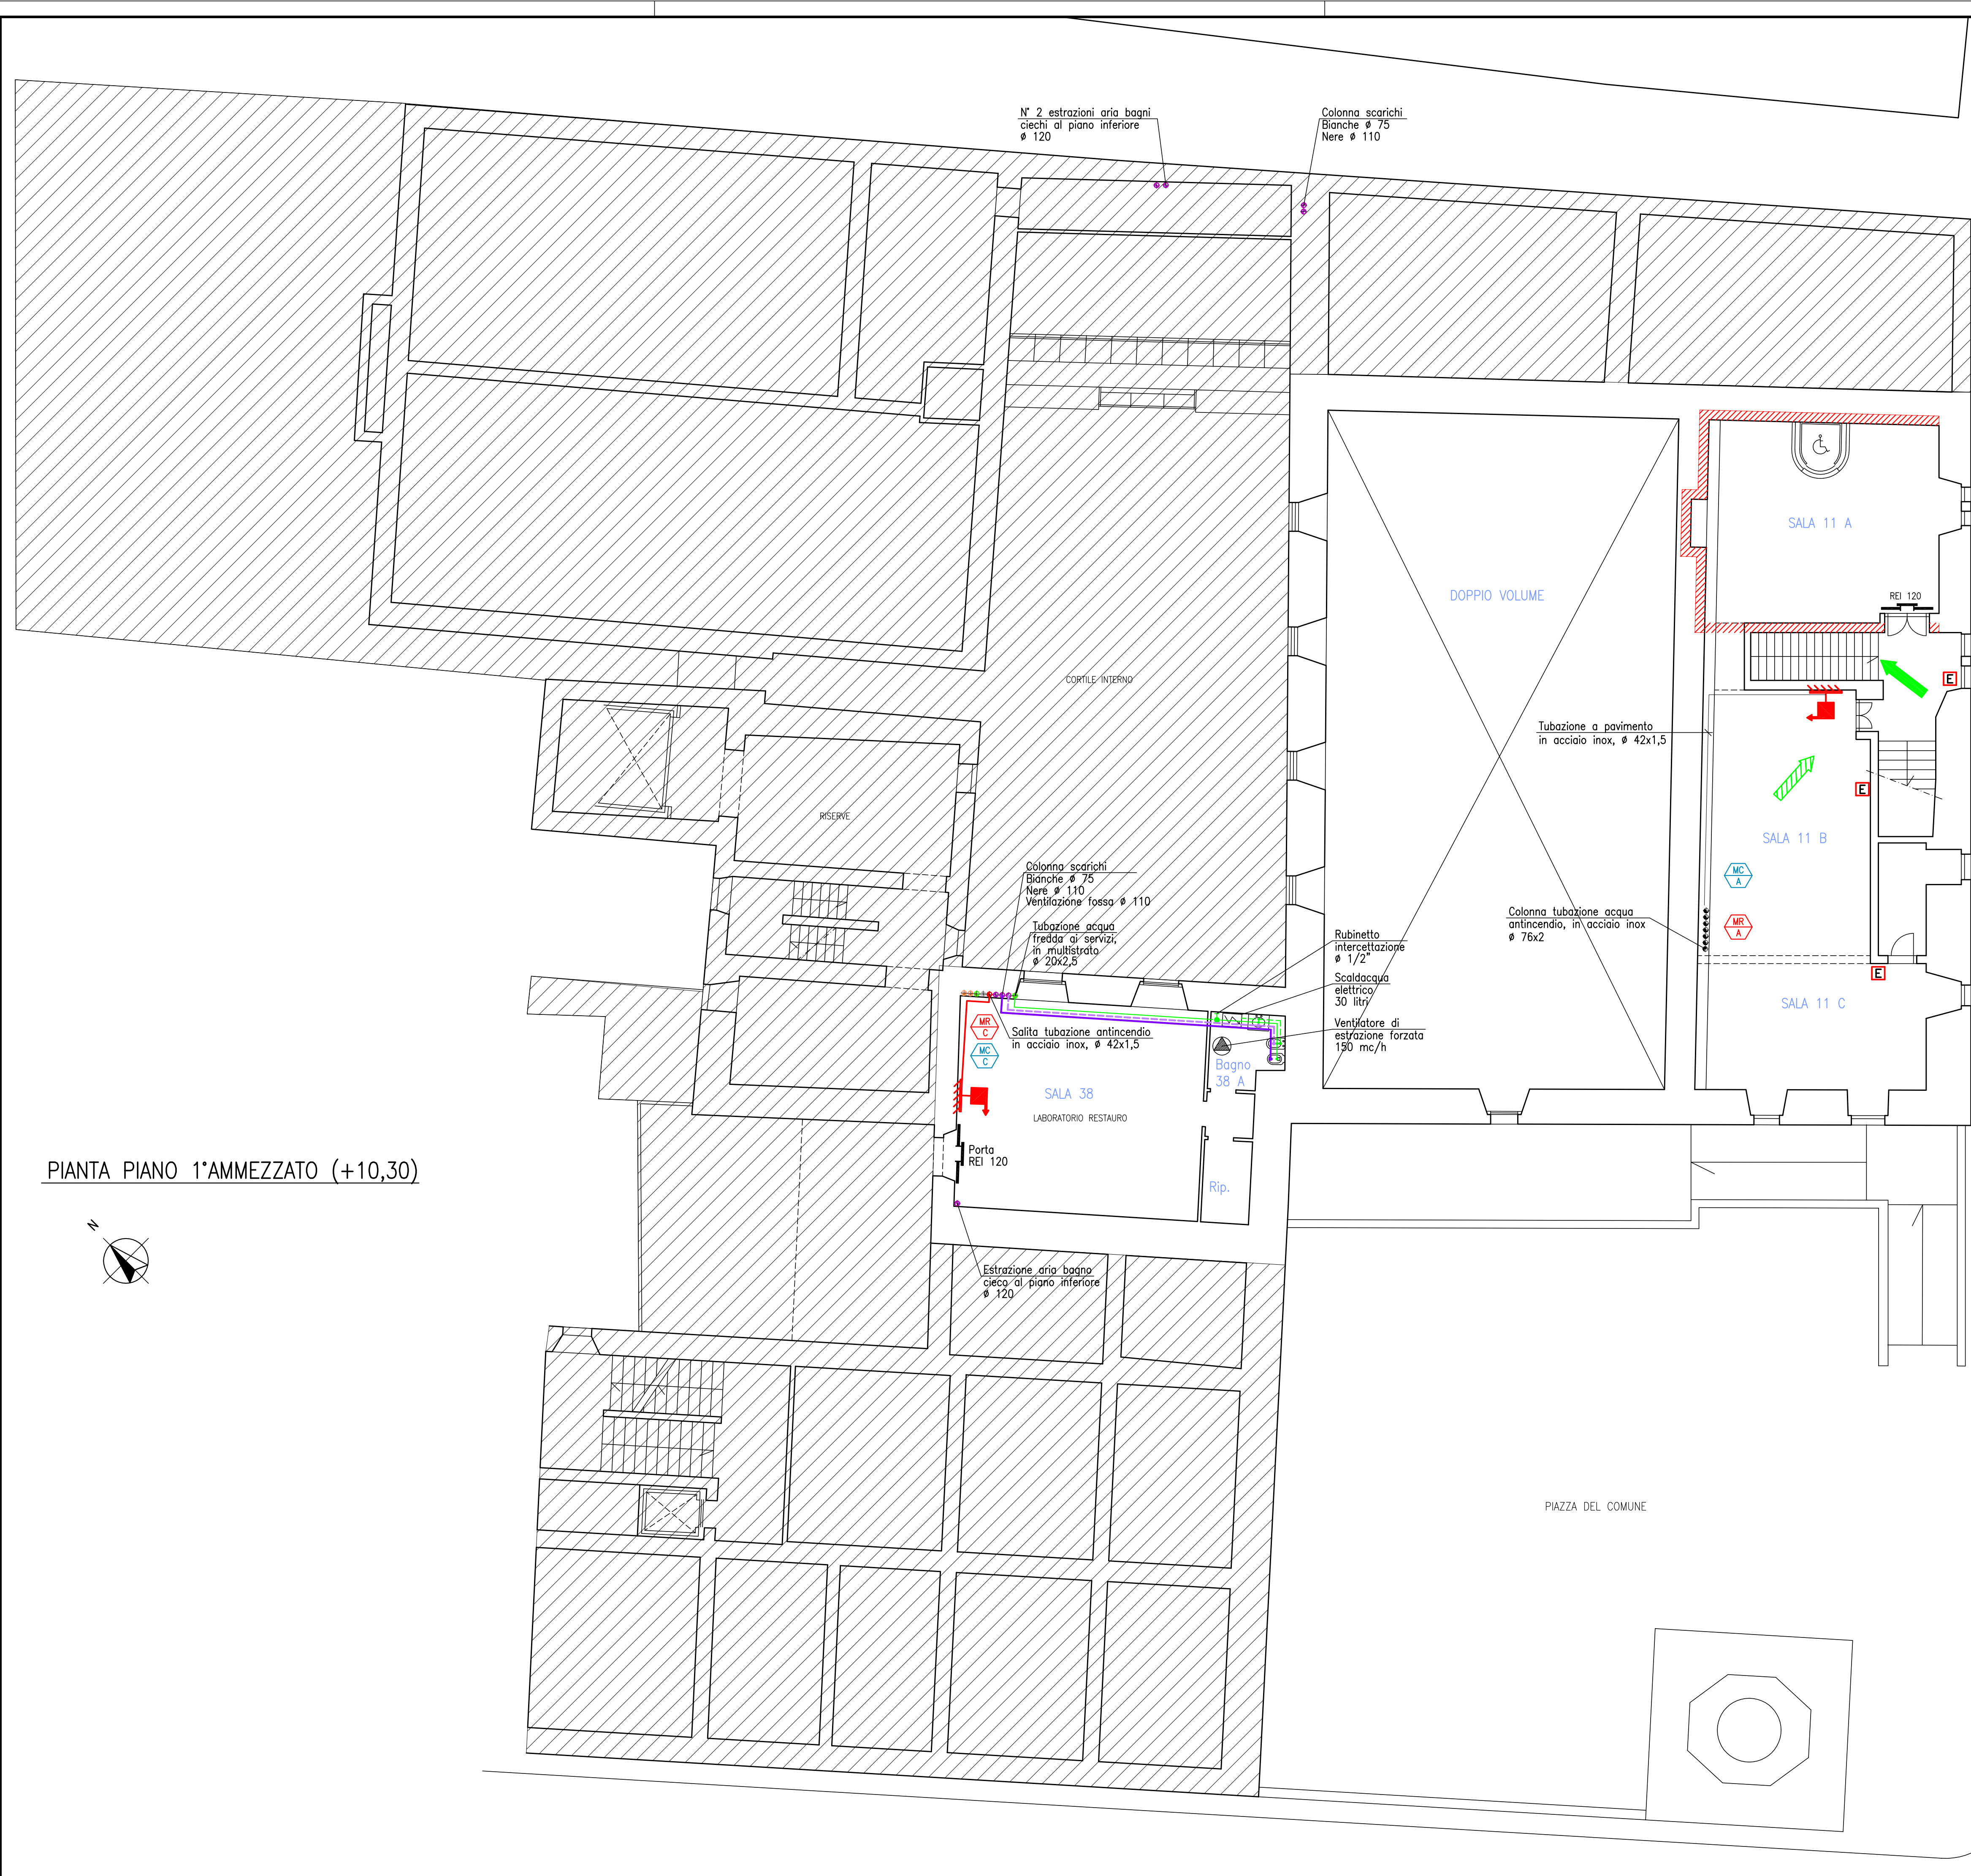 N° 2 estrazioni aria bagni
ciechi al piano inferiore
ø 120
Colonna scarichi
Bianche ø 75
Nere ø 110
SALA 11 A
DOPPIO VOLUME
REI 120
CORTILE INTERNO
E
Tubazione a pavimento
in acciaio inox, ø 42x1,5
E
RISERVE
SALA 11 B
Colonna scarichi
Bianche ø 75
Nere ø 110
Ventilazione fossa ø 110
MC
A
Colonna tubazione acqua
antincendio, in acciaio inox
ø 76x2
MR
A
Tubazione acqua
fredda ai servizi,
in multistrato
ø 20x2,5
Rubinetto
intercettazione
ø 1/2"
E
Scaldacqua
elettrico
30 litri
SALA 11 C
MR
C
Salita tubazione antincendio
in acciaio inox, ø 42x1,5
Ventilatore di
estrazione forzata
150 mc/h
MC
C
Bagno
38 A
SALA 38
LABORATORIO RESTAURO
Porta
REI 120
PIANTA PIANO 1°AMMEZZATO (+10,30)
Rip.
N
Estrazione aria bagno
cieco al piano inferiore
ø 120
PIAZZA DEL COMUNE